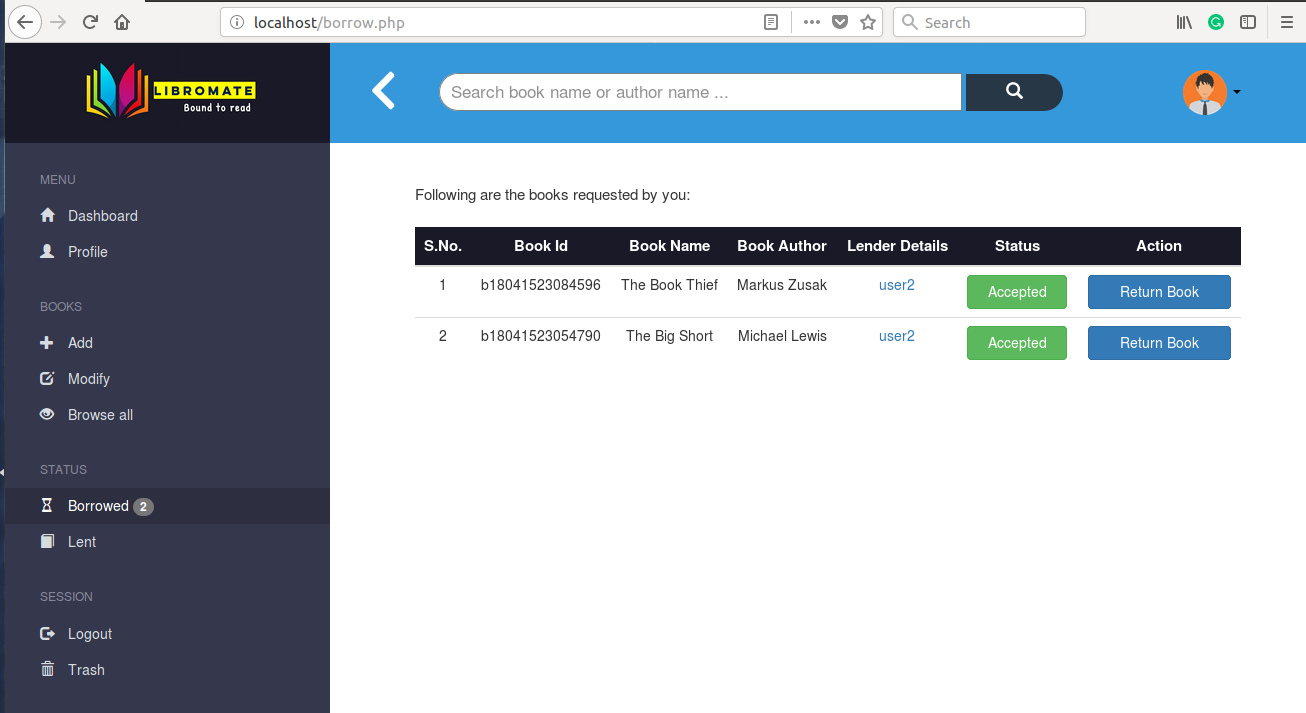 localhost/borrow.php
Search
LIBROMATE
Bound to read
Search book name or author name ...
MENU
Dashboard
Profile
BOOKS
Add
Modify
Browse all
STATUS
Borrowed 2
Lent
SESSION
Logout
Trash
Following are the books requested by you:
S.No. Book Id Book Name Book Author Lender Details Status Action
1 b18041523084596 The Book Thief Markus Zusak user2 Accepted Return Book
2 b18041523054790 The Big Short Michael Lewis user2 Accepted Return Book